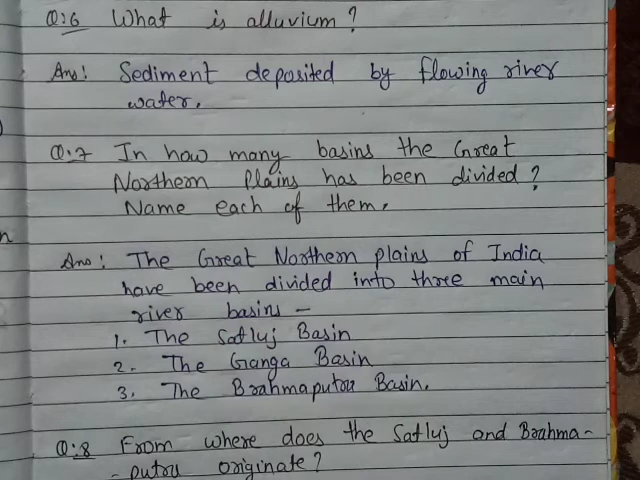 Q:6 What is alluvium?
Ans: Sediment deposited by flowing river
water.
Q:7 In how many basins the Great
Northern Plains has been divided?
Name each of them.
Ans: The Great Northern plains of India
have been divided into three main
river basins -
1. The Satluj Basin
2. The Ganga Basin
3. The Brahmaputra Basin.
Q:8 From where does the Satluj and Brahma-
-putra originate?